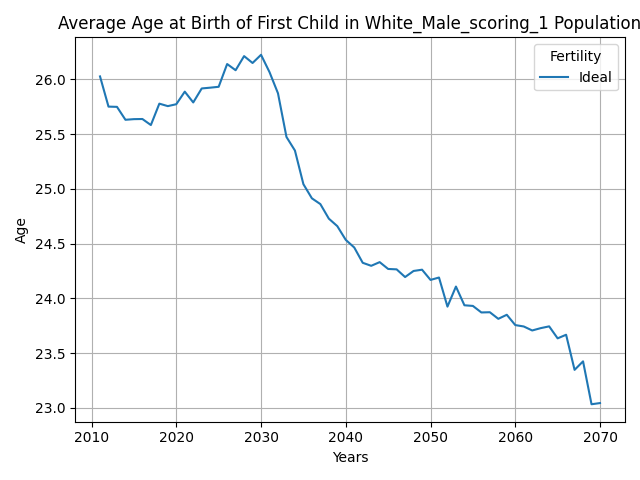 Average Age at Birth of First Child in White_Male_scoring_1 Population
Fertility
Ideal
Age
26.0
25.5
25.0
24.5
24.0
23.5
23.0
2010 2020 2030 2040 2050 2060 2070
Years